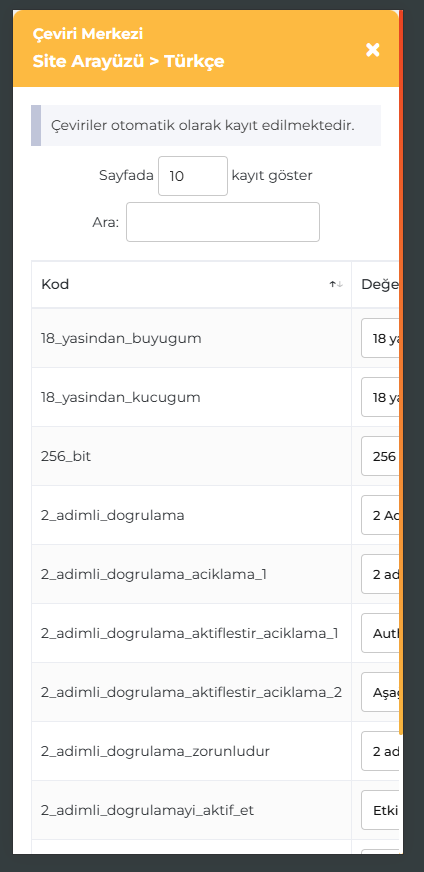 Çeviri Merkezi
Site Arayüzü > Türkçe
Çeviriler otomatik olarak kayıt edilmektedir.
Sayfada 10 kayıt göster
Ara:
Kod Değe
18_yasindan_buyugum 18 ya
18_yasindan_kucugum 18 ya
256_bit 256
2_adimli_dogrulama 2 Ad
2_adimli_dogrulama_aciklama_1 2 ad
2_adimli_dogrulama_aktiflestir_aciklama_1 Auth
2_adimli_dogrulama_aktiflestir_aciklama_2 Aşağ
2_adimli_dogrulama_zorunludur 2 ad
2_adimli_dogrulamayi_aktif_et Etki